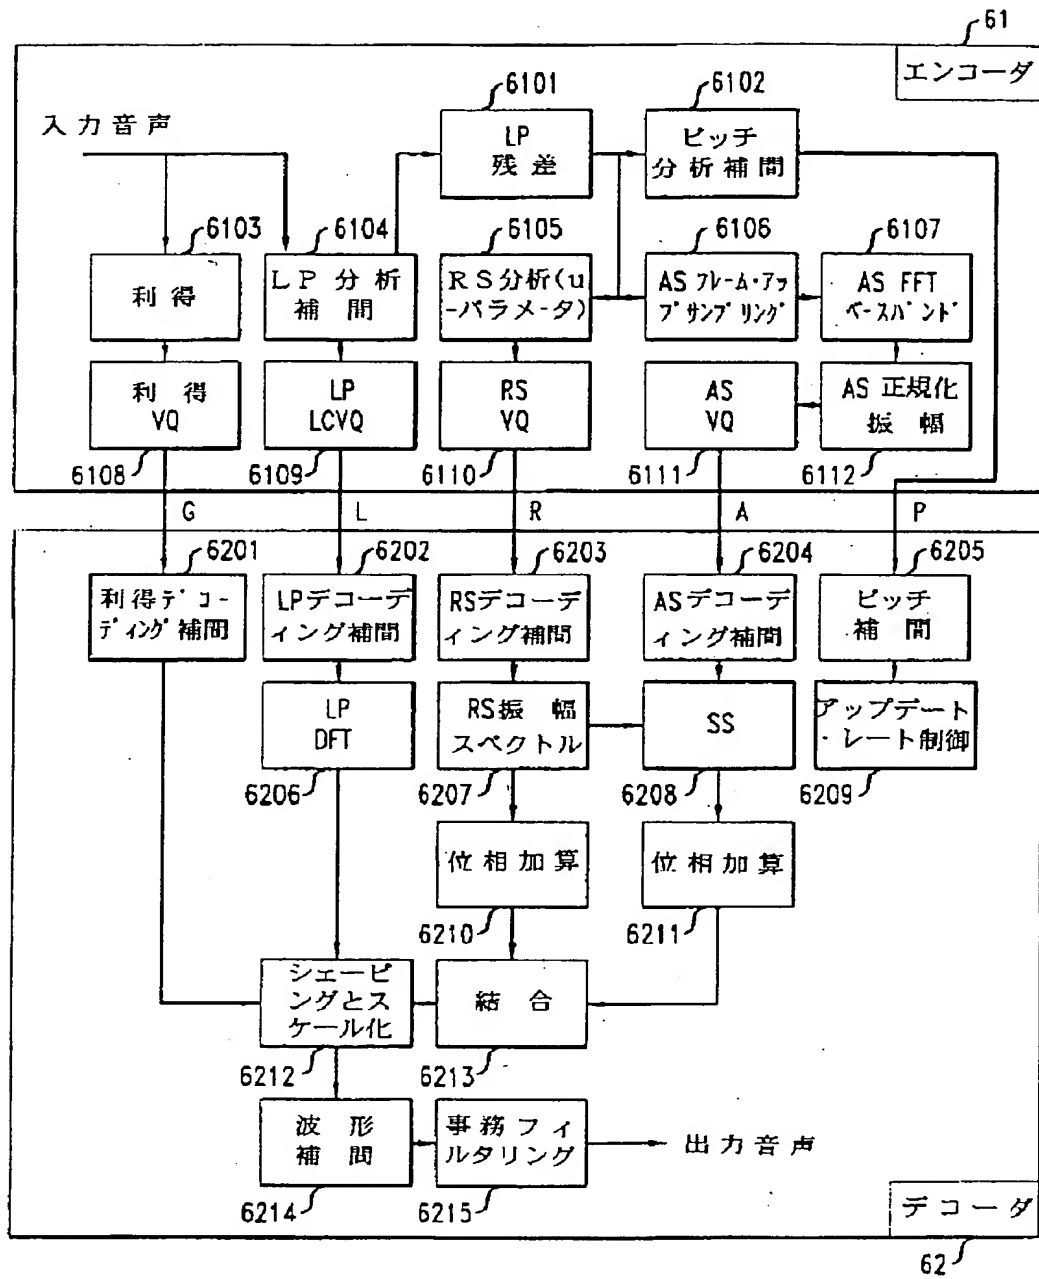 61
エンコーダ
入力音声
6101
LP
残差
6102
ピッチ
分析補間
6103
利得
6104
LP分析
補間
6105
RS分析(u
-パラメータ)
6106
AS フレーム・アッ
プサンプリング
6107
AS FFT
ベースバンド
利得
VQ
6108
LP
LCVQ
6109
RS
VQ
6110
AS
VQ
6111
AS 正規化
振幅
6112
G
L
R
A
P
6201
利得デコー
ディング補間
6202
LPデコーデ
ィング補間
6203
RSデコーデ
ィング補間
6204
ASデコーデ
ィング補間
6205
ピッチ
補間
LP
DFT
6206
RS振幅
スペクトル
6207
SS
6208
アップデート
・レート制御
6209
位相加算
6210
位相加算
6211
シェーピ
ングとス
ケール化
6212
結合
6213
波形
補間
6214
事務フィ
ルタリング
6215
出力音声
デコーダ
62